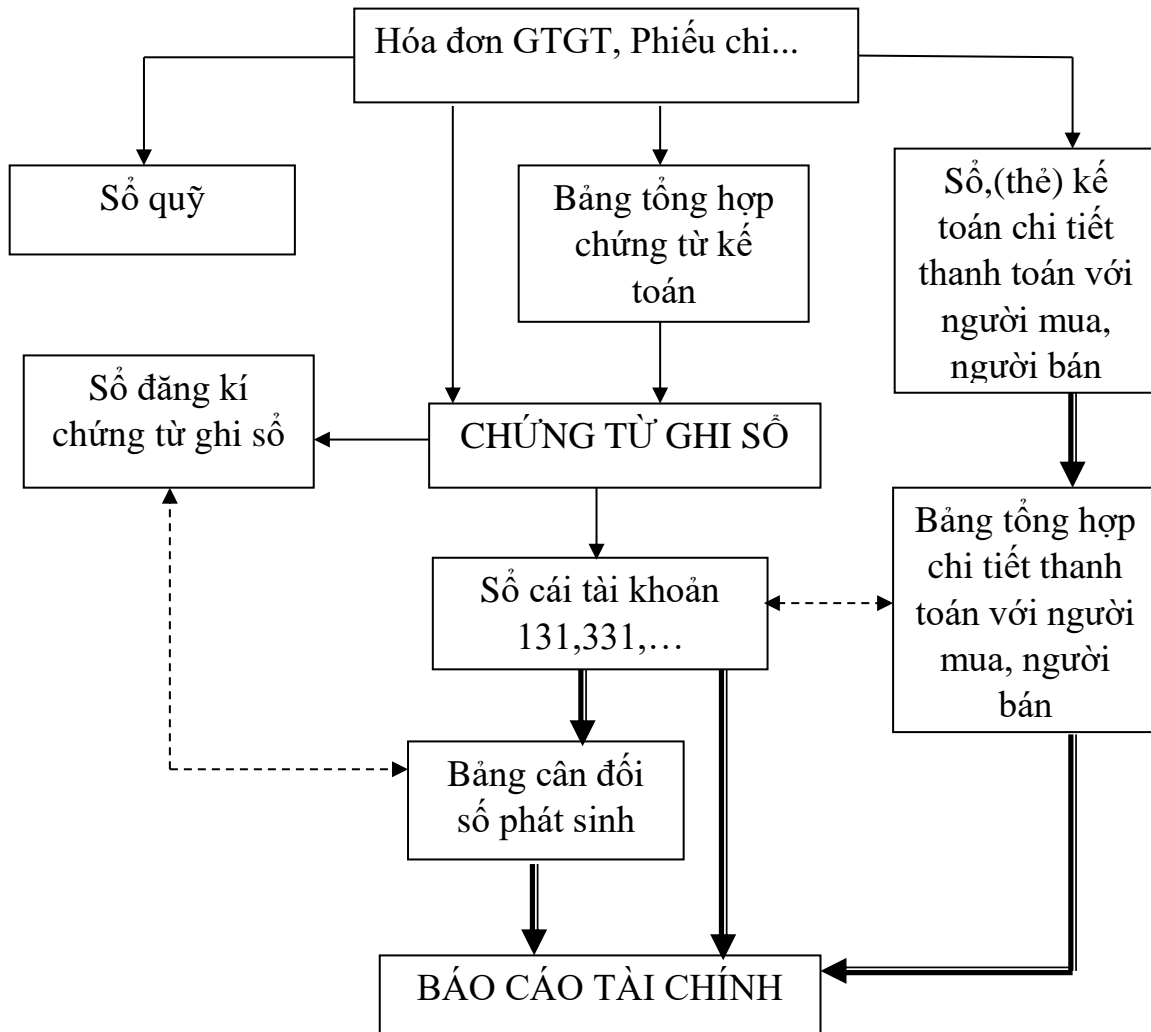 Hóa đơn GTGT, Phiếu chi...
Sổ quỹ
Bảng tổng hợp
chứng từ kế
toán
Sổ,(thẻ) kế
toán chi tiết
thanh toán với
người mua,
người bán
Sổ đăng kí
chứng từ ghi sổ
CHỨNG TỪ GHI SỔ
Sổ cái tài khoản
131,331,…
Bảng tổng hợp
chi tiết thanh
toán với người
mua, người
bán
Bảng cân đối
số phát sinh
BÁO CÁO TÀI CHÍNH